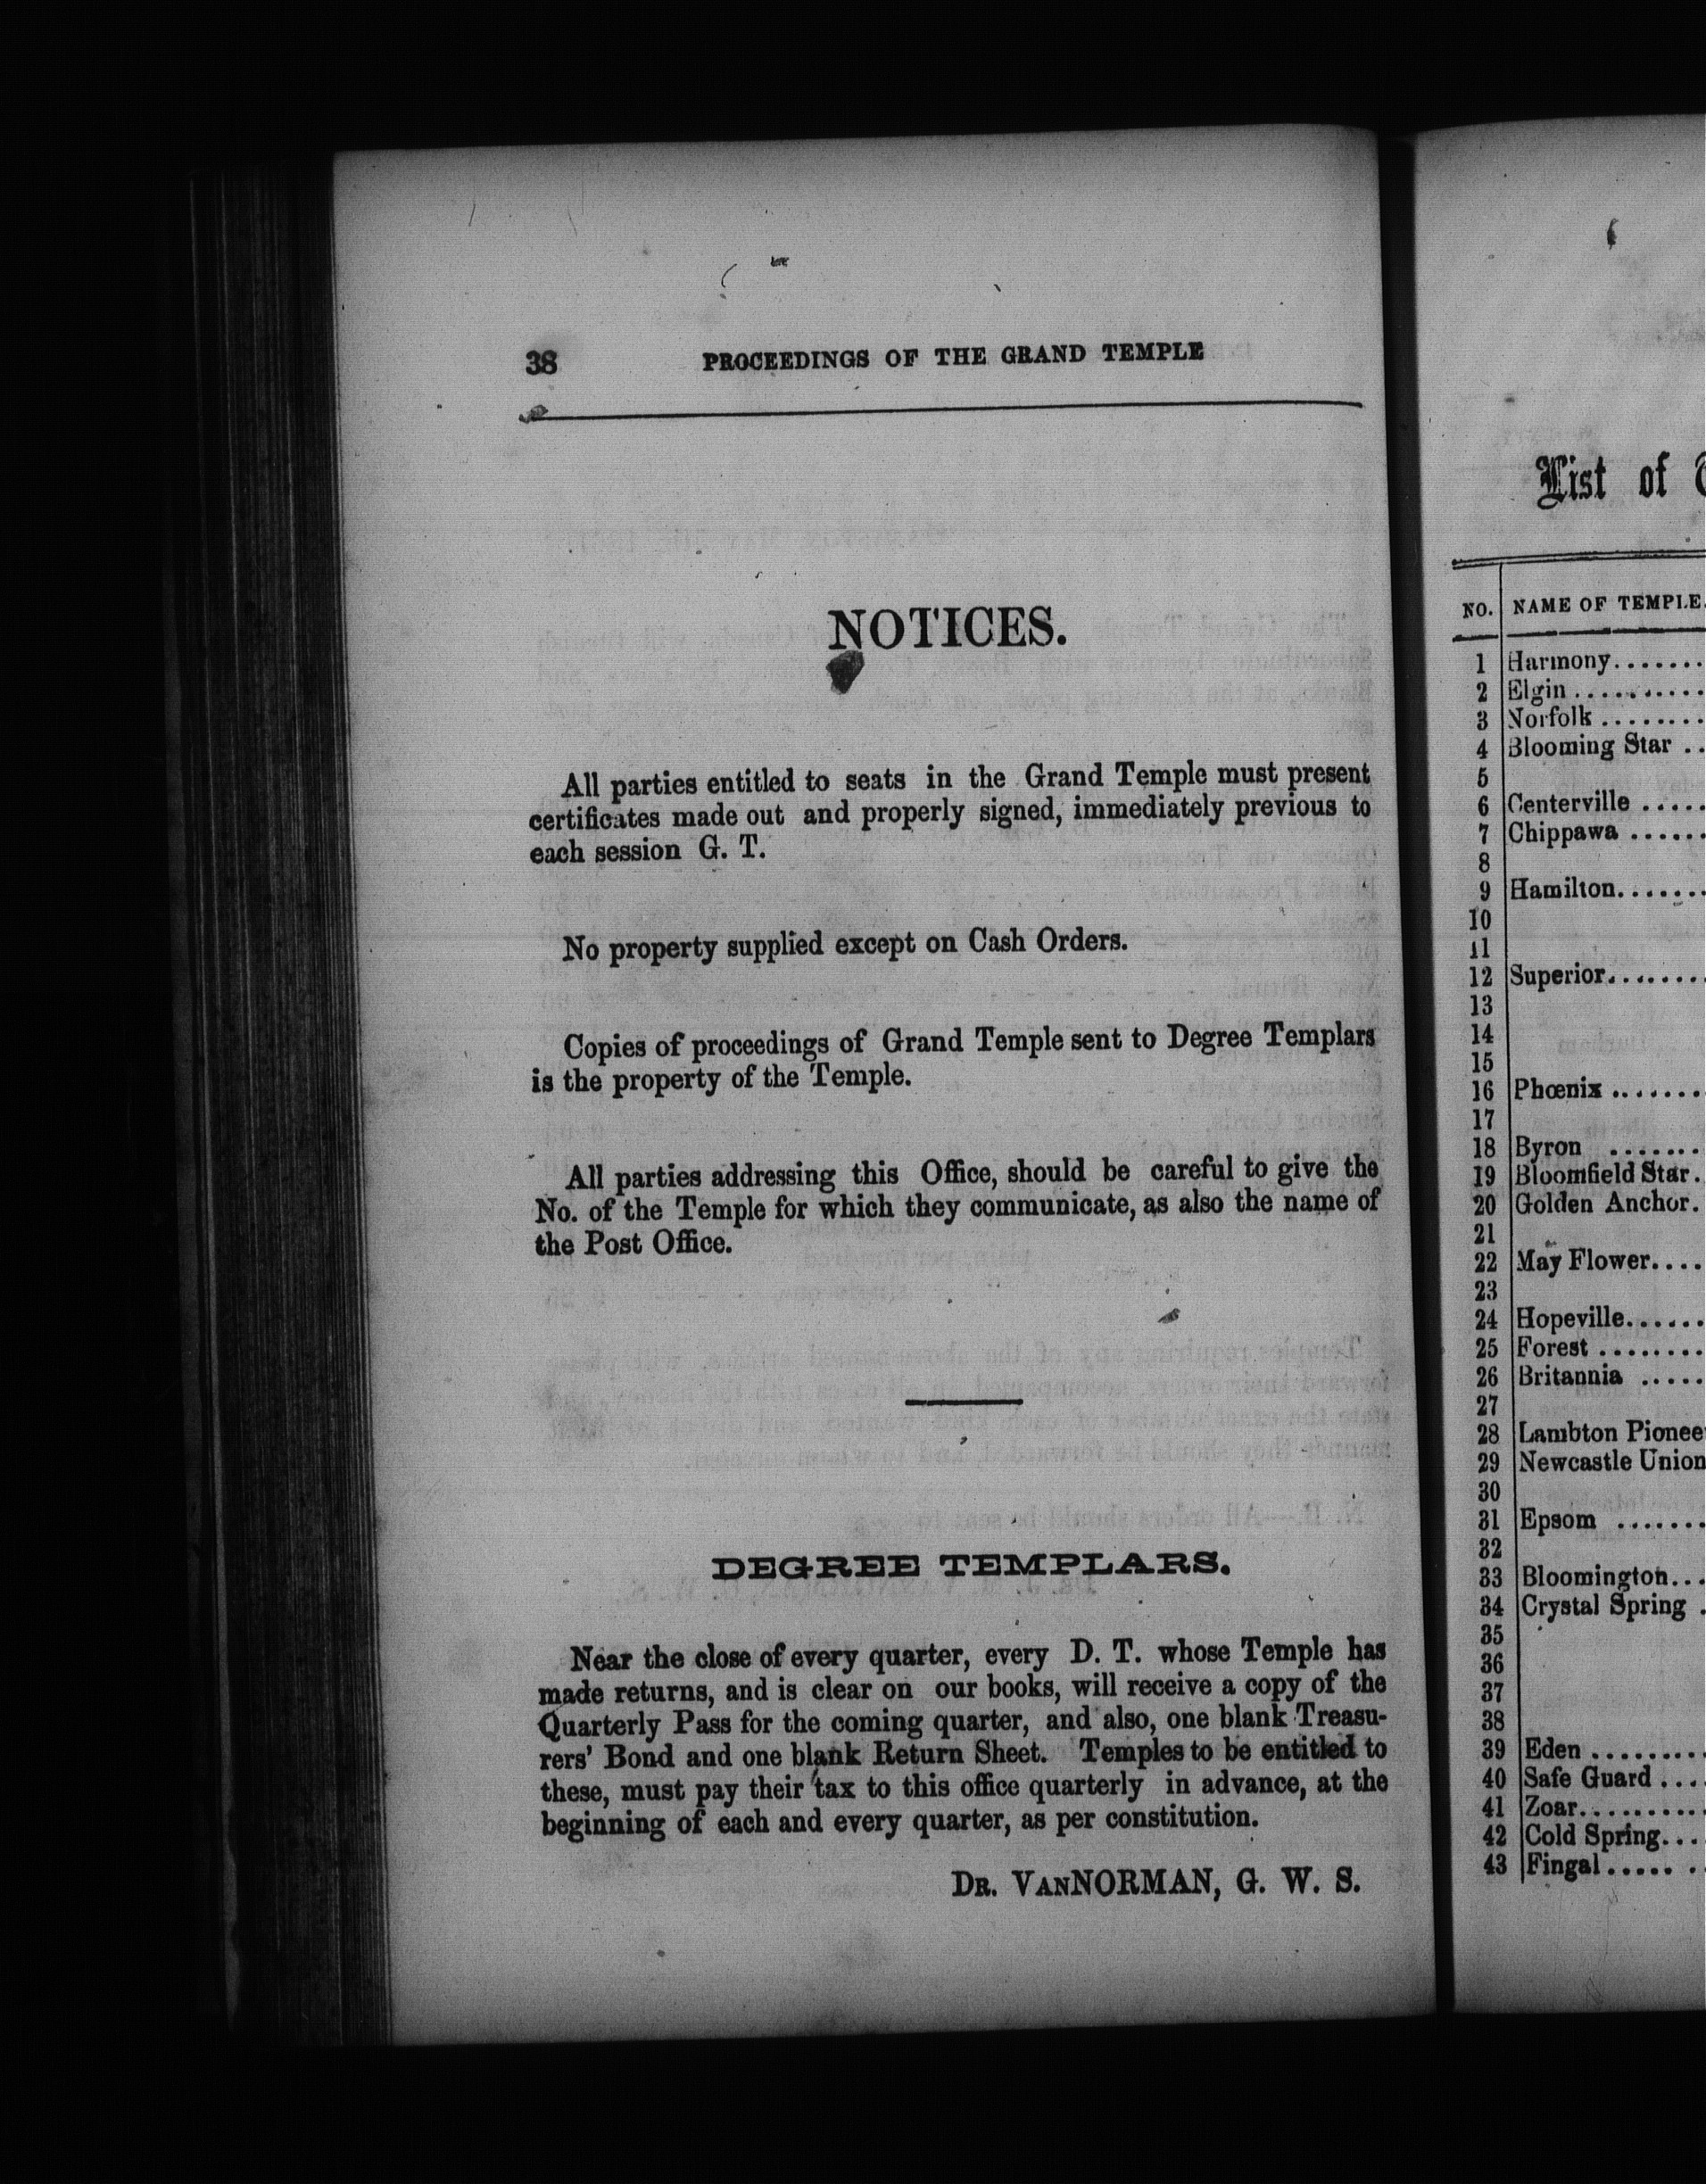 38 PROCEEDINGS OF THE GRAND TEMPLE
NOTICES.
All parties entitled to seats in the Grand Temple must present
certificates made out and properly signed, immediately previous to
each session G. T.
No property supplied except on Cash Orders.
Copies of proceedings of Grand Temple sent to Degree Templars
is the property of the Temple.
All parties addressing this Office, should be careful to give the
No. of the Temple for which they communicate, as also the name of
the Post Office.
DEGREE TEMPLARS.
Near the close of every quarter, every D. T. whose Temple has
made returns, and is clear on our books, will receive a copy of the
Quarterly Pass for the coming quarter, and also, one blank Treasu-
rers' Bond and one blank Return Sheet. Temples to be entitled to
these, must pay their tax to this office quarterly in advance, at the
beginning of each and every quarter, as per constitution.
DR. VANNORMAN, G. W. S.
List of
NO. NAME OF TEMPLE.
1 Harmony.......
2 Elgin..........
3 Norfolk........
4 Blooming Star ..
5
6 Centerville .....
7 Chippawa ......
8
9 Hamilton.......
10
11
12 Superior........
13
14
15
16 Phœnix ........
17
18 Byron .......
19 Bloomfield Star.
20 Golden Anchor.
21
22 May Flower....
23
24 Hopeville......
25 Forest ........
26 Britannia .....
27
28 Lambton Pionee
29 Newcastle Union
30
31 Epsom .......
32
33 Bloomington...
34 Crystal Spring .
35
36
37
38
39 Eden .........
40 Safe Guard ....
41 Zoar..........
42 Cold Spring...
43 Fingal..... .